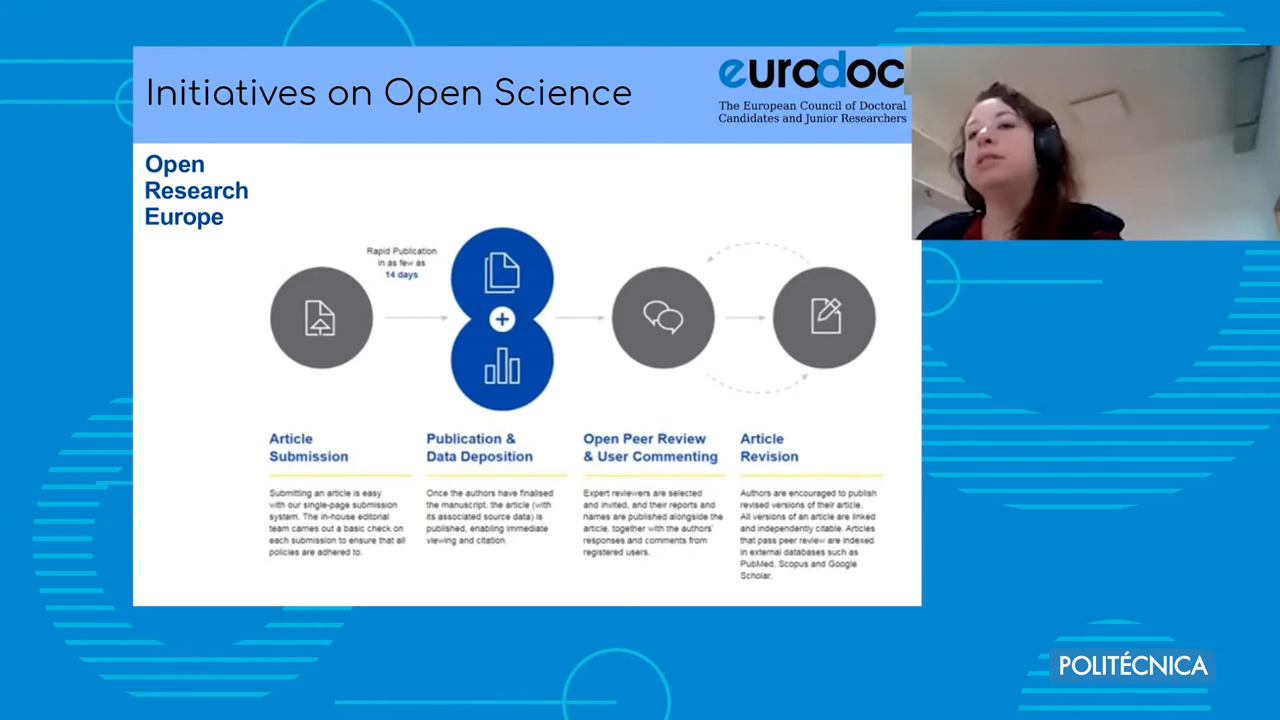 Initiatives on Open Science
eurodoc
The European Council of Doctoral
Candidates and Junior Researchers
Open
Research
Europe
Rapid Publication
in as few as
14 days
Article
Submission
Submitting an article is easy
with our single-page submission
system. The in-house editorial
team carries out a basic check on
each submission to ensure that all
policies are adhered to.
Publication &
Data Deposition
Once the authors have finalised
the manuscript, the article (with
its associated source data) is
published, enabling immediate
viewing and citation.
Open Peer Review
& User Commenting
Expert reviewers are selected
and invited, and their reports and
names are published alongside the
article, together with the authors'
responses and comments from
registered users.
Article
Revision
Authors are encouraged to publish
revised versions of their article.
All versions of an article are linked
and independently citable. Articles
that pass peer review are indexed
in external databases such as
PubMed, Scopus and Google
Scholar.
POLITÉCNICA